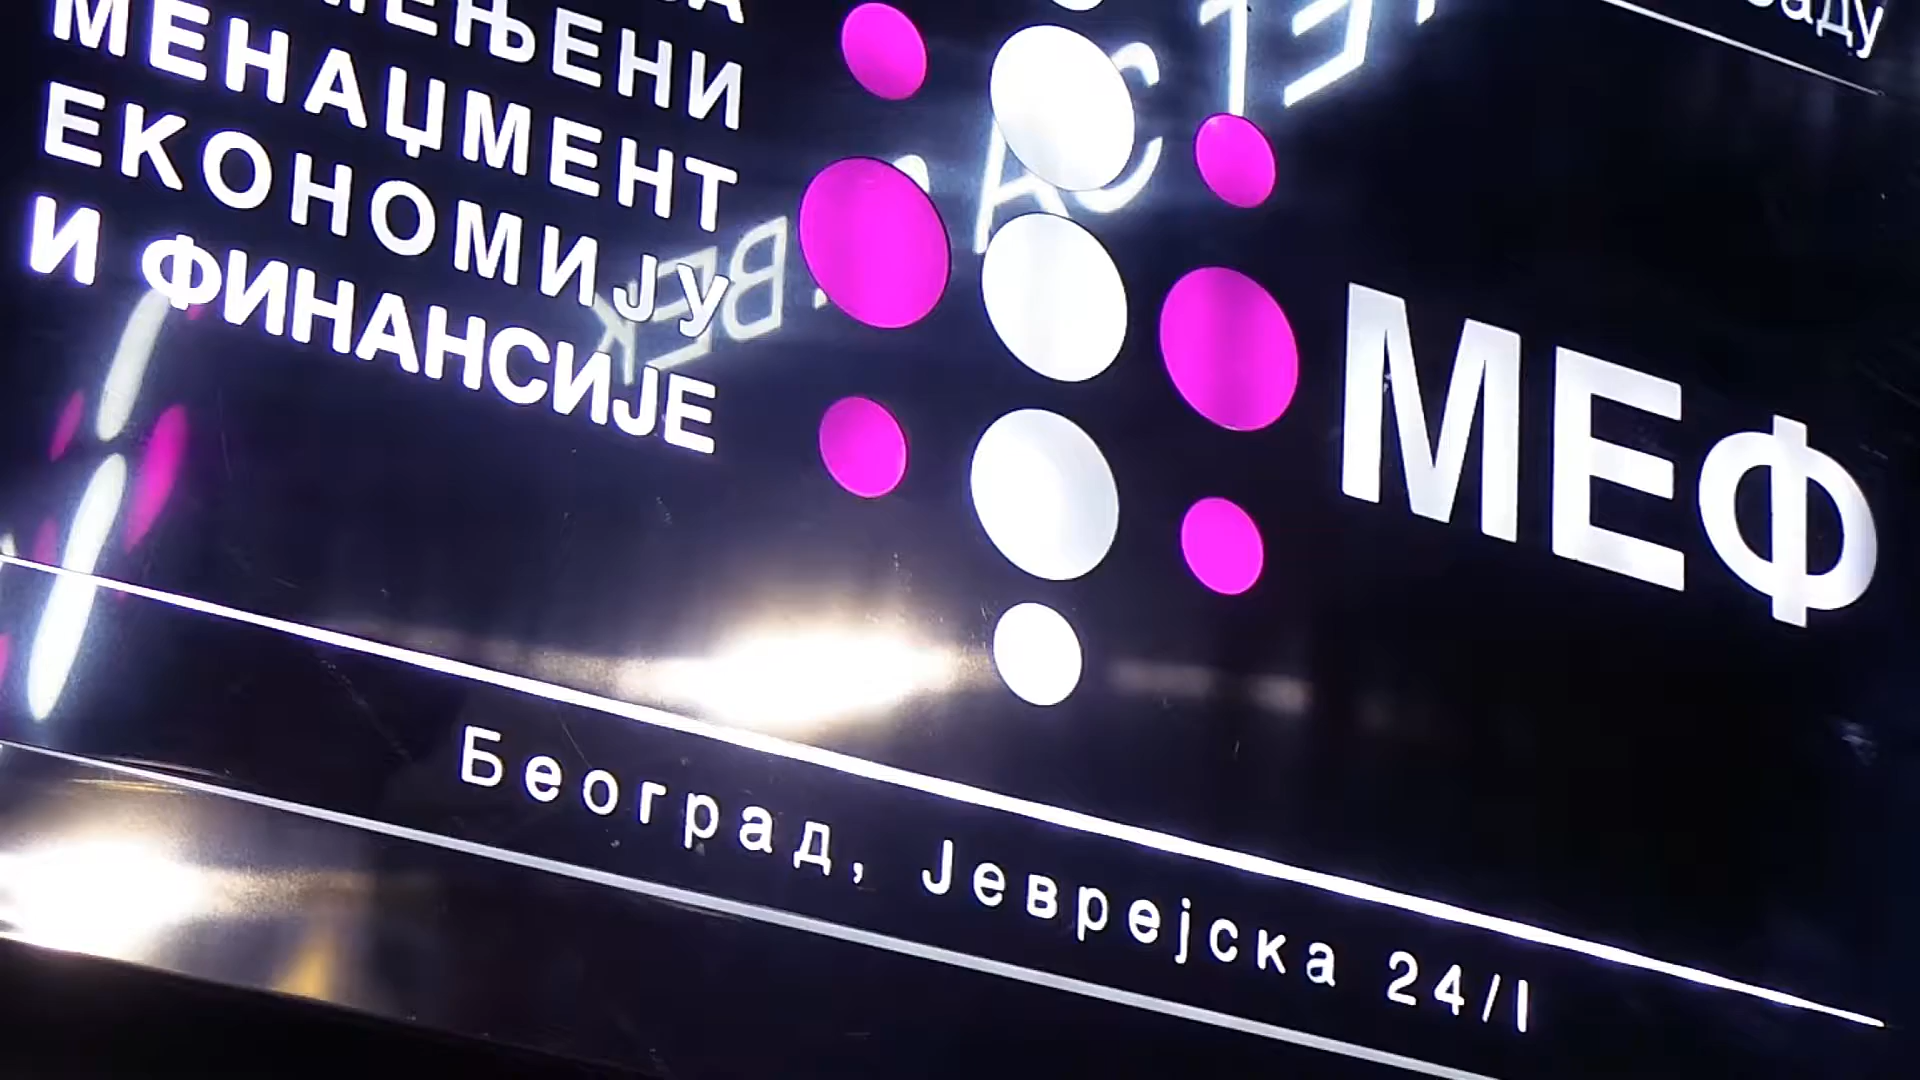 МЕНАЏМЕНТ
ЕКОНОМИЈУ
И ФИНАНСИЈЕ
МЕФ
Београд, Јеврејска 24/I